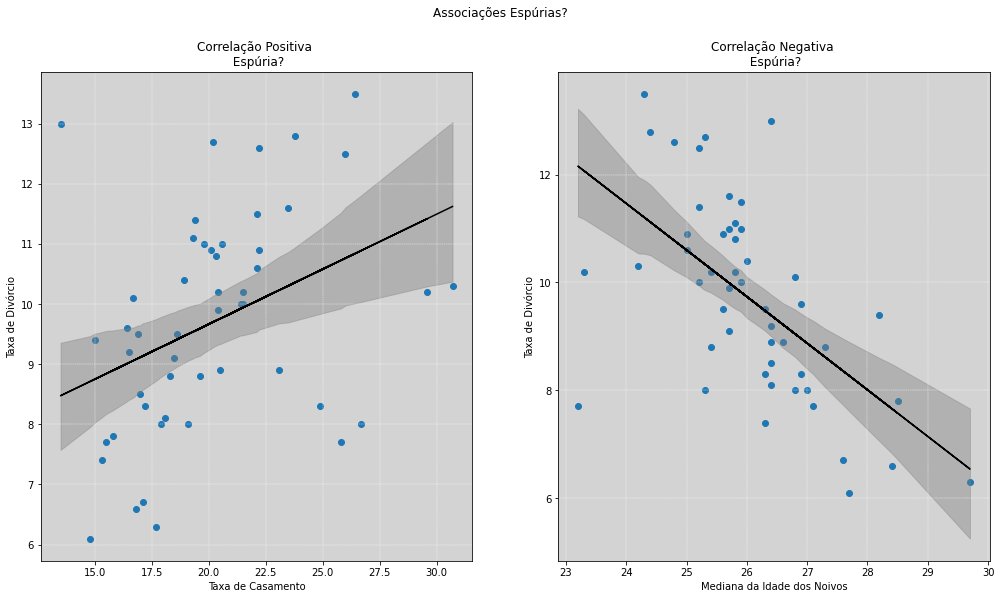 Associações Espúrias?
Correlação Positiva
Espúria?
Taxa de Divórcio
13
12
11
10
9
8
7
6
15.0 17.5 20.0 22.5 25.0 27.5 30.0
Taxa de Casamento
Correlação Negativa
Espúria?
Taxa de Divórcio
12
10
8
6
23 24 25 26 27 28 29 30
Mediana da Idade dos Noivos